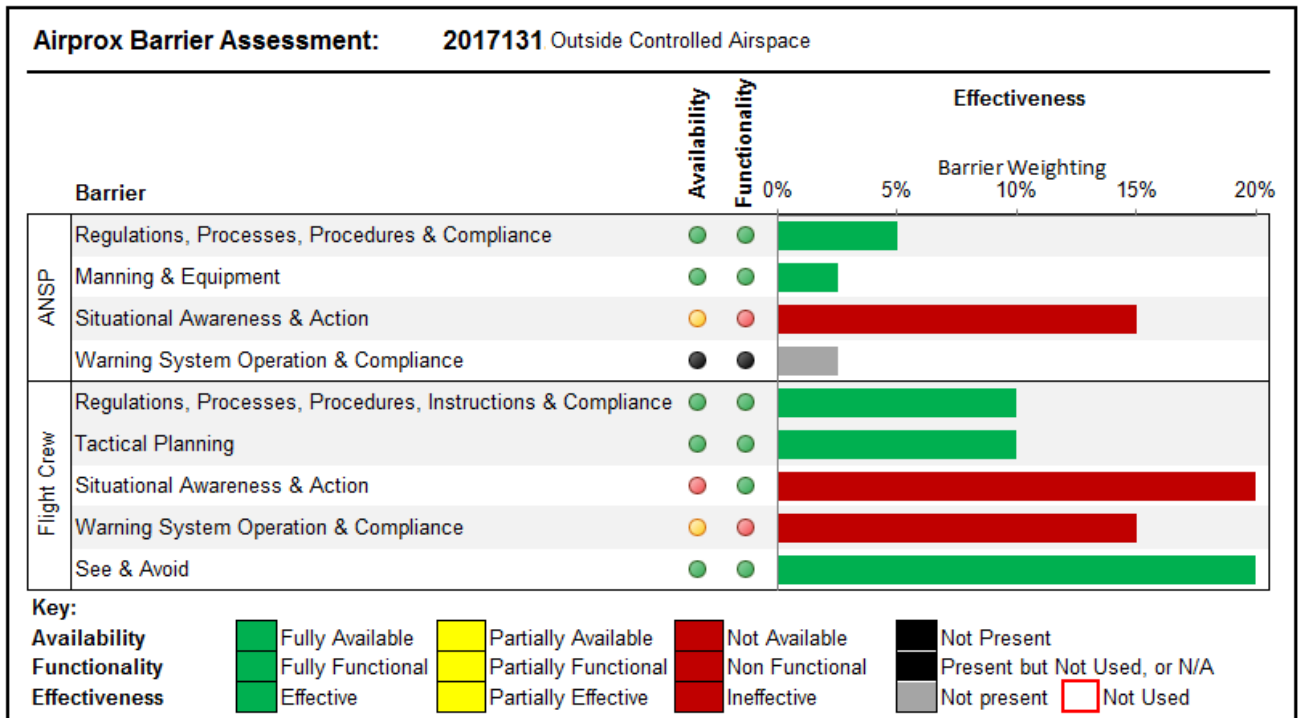 Airprox Barrier Assessment: 2017131 Outside Controlled Airspace
Barrier
Availability
Functionality
Effectiveness
Barrier Weighting
0% 5% 10% 15% 20%
ANSP
Regulations, Processes, Procedures & Compliance
Manning & Equipment
Situational Awareness & Action
Warning System Operation & Compliance
Flight Crew
Regulations, Processes, Procedures, Instructions & Compliance
Tactical Planning
Situational Awareness & Action
Warning System Operation & Compliance
See & Avoid
Key:
Availability Fully Available Partially Available Not Available Not Present
Functionality Fully Functional Partially Functional Non Functional Present but Not Used, or N/A
Effectiveness Effective Partially Effective Ineffective Not present Not Used